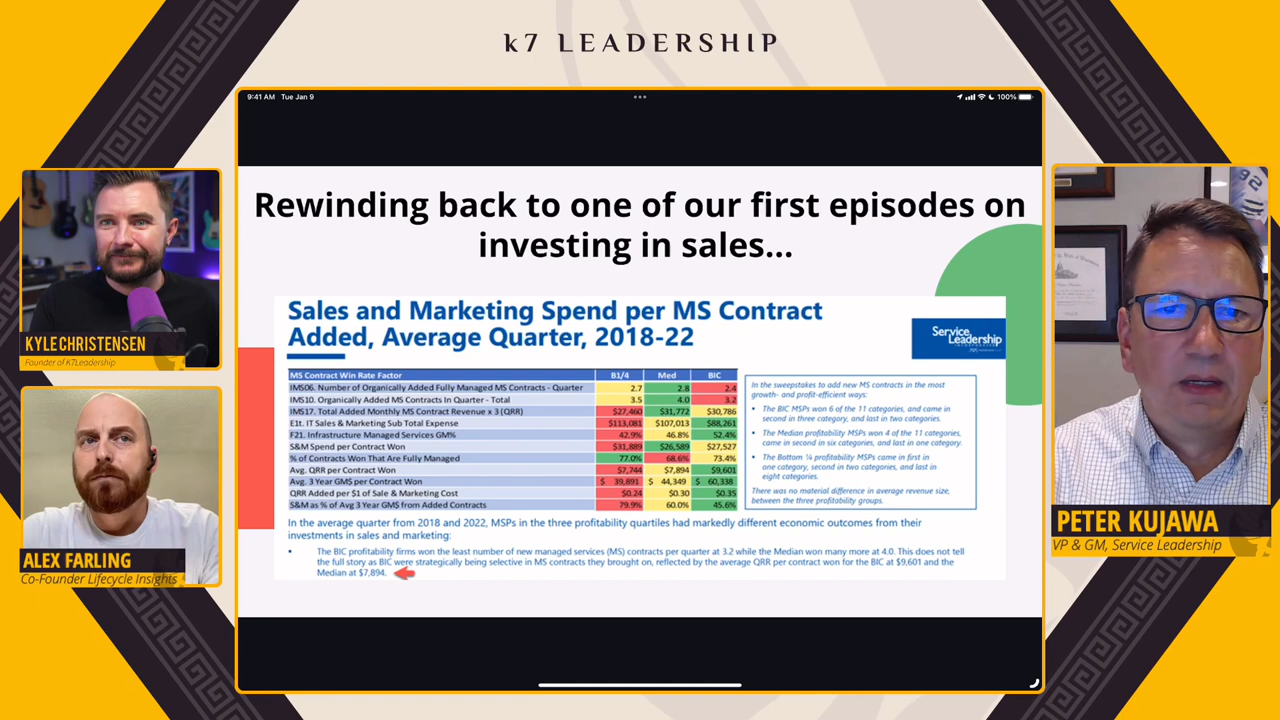 k7 LEADERSHIP
9:41 AM Tue Jan 9
100%
Rewinding back to one of our first episodes on
investing in sales...
Sales and Marketing Spend per MS Contract
Added, Average Quarter, 2018-22
Service
Leadership
MS Contract Win Rate Factor B1/4 Med BIC
IMS06. Number of Organically Added Fully Managed MS Contracts - Quarter 2.7 2.8 2.4
IMS10. Organically Added MS Contracts In Quarter - Total 3.5 4.0 3.2
IMS17. Total Added Monthly MS Contract Revenue x 3 (QRR) $27,460 $31,772 $30,786
E1t. IT Sales & Marketing Sub Total Expense $113,081 $107,013 $88,261
F21. Infrastructure Managed Services GM% 42.9% 46.8% 52.4%
S&M Spend per Contract Won $31,889 $26,589 $27,527
% of Contracts Won That Are Fully Managed 77.0% 68.6% 73.4%
Avg. QRR per Contract Won $7,744 $7,894 $9,601
Avg. 3 Year GM$ per Contract Won $ 39,891 $ 44,349 $ 60,338
QRR Added per $1 of Sale & Marketing Cost $0.24 $0.30 $0.35
S&M as % of Avg 3 Year GM$ from Added Contracts 79.9% 60.0% 45.6%
In the sweepstakes to add new MS contracts in the most
growth- and profit-efficient ways:
• The BIC MSPs won 6 of the 11 categories, and came in
second in three category, and last in two categories.
• The Median profitability MSPs won 4 of the 11 categories,
came in second in six categories, and last in one category.
• The Bottom ¼ profitability MSPs came in first in
one category, second in two categories, and last in
eight categories.
There was no material difference in average revenue size,
between the three profitability groups.
In the average quarter from 2018 and 2022, MSPs in the three profitability quartiles had markedly different economic outcomes from their
investments in sales and marketing:
• The BIC profitability firms won the least number of new managed services (MS) contracts per quarter at 3.2 while the Median won many more at 4.0. This does not tell
the full story as BIC were strategically being selective in MS contracts they brought on, reflected by the average QRR per contract won for the BIC at $9,601 and the
Median at $7,894.
KYLE CHRISTENSEN
Founder of K7Leadership
ALEX FARLING
Co-Founder Lifecycle Insights
92
PETER KUJAWA
VP & GM, Service Leadership